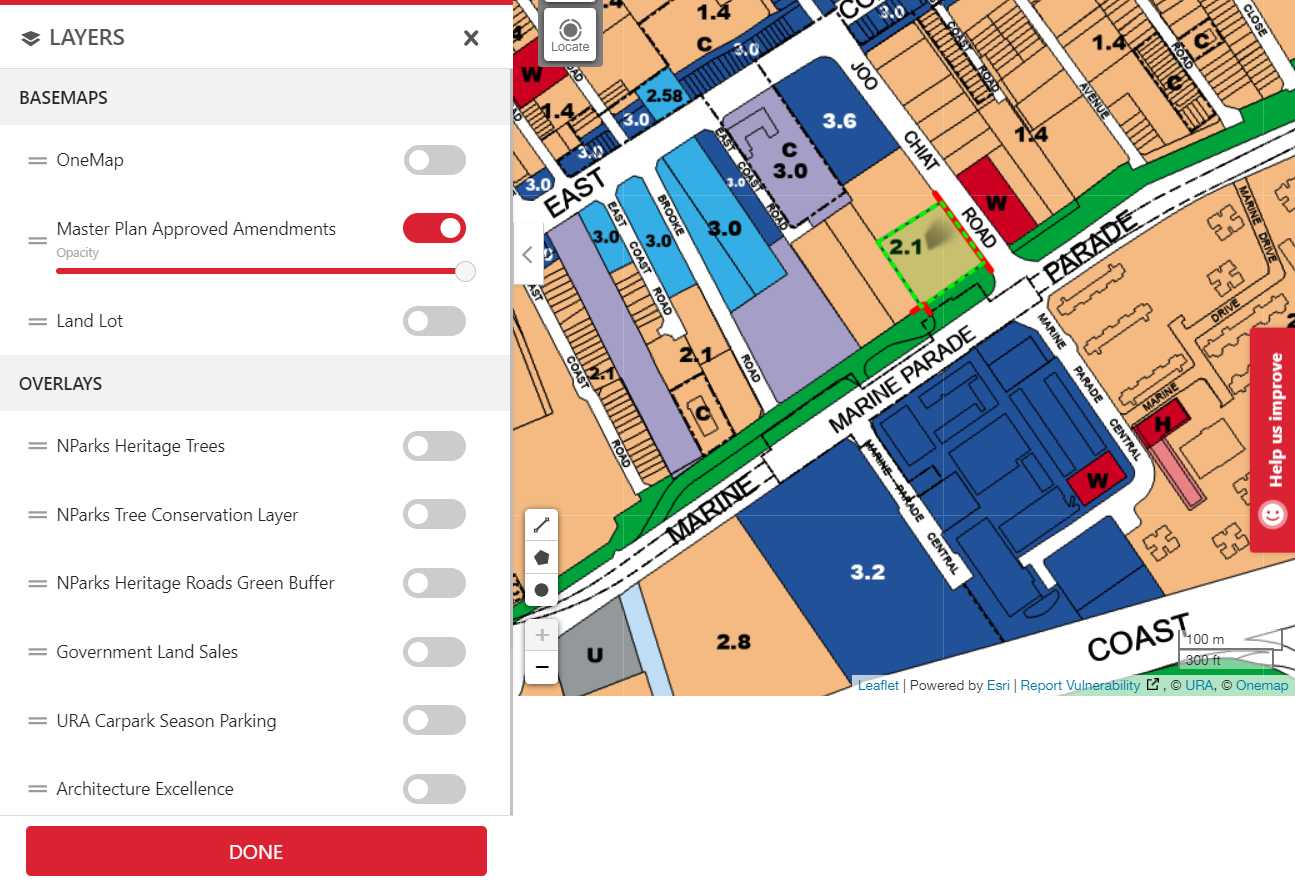 LAYERS
BASEMAPS
OneMap
Master Plan Approved Amendments
Opacity
Land Lot
OVERLAYS
NParks Heritage Trees
NParks Tree Conservation Layer
NParks Heritage Roads Green Buffer
Government Land Sales
URA Carpark Season Parking
Architecture Excellence
DONE
Locate
1.4
C
3.0
3.0
W
ROAD
2.58
1.4
3.0
3.0
3.0
EAST
JOO
CHIAT
ROAD
3.6
COAST
ROAD
1.4
C
ROAD
CLOSE
C
AVENUE
1.4
C
3.0
EAST
COAST
ROAD
3.0
W
2.1
3.0
3.0
3.0
EAST
COAST
ROAD
BROOKE
ROAD
COAST
ROAD
2.1
2.1
C
MARINE PARADE
PARADE
MARINE
MARINE
PARADE
CENTRAL
MARINE
DRIVE
DRIVE
MARINE
H
W
MARINE
PARADE
CENTRAL
3.2
2.8
U
COAST
100 m
300 ft
Help us improve
Leaflet | Powered by Esri | Report Vulnerability , © URA, © Onemap